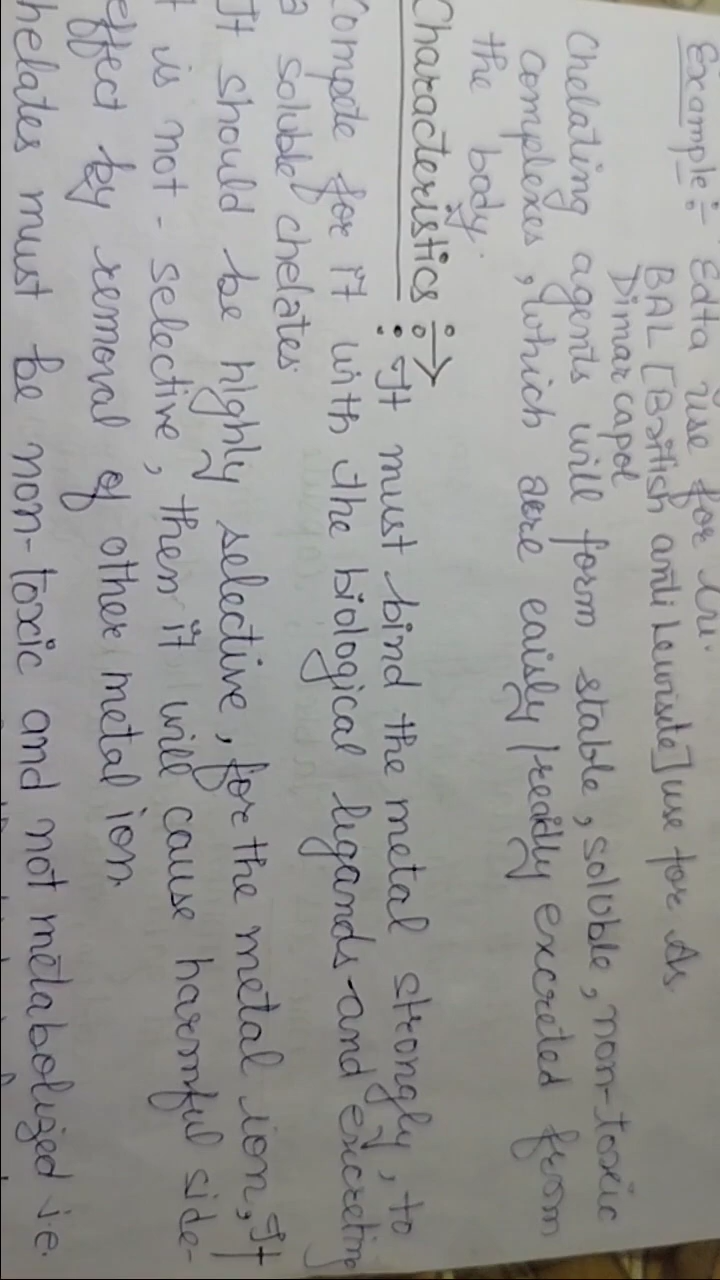 Example:- Edta use for Cu.
BAL [British anti Lewisite] use for As
Dimarcapol
Chelating agents will form stable, soluble, non-toxic
complexes, which are eaisly/readily excreted from
the body.
Characteristics:→
: It must bind the metal strongly, to
Compete for it with the biological ligands and excreting
a soluble chelates
It should be highly selective, for the metal ion, If
t is not-selective, then it will cause harmful side-
effect by removal of other metal ion.
helates must be non-toxic and not metabolized i.e.